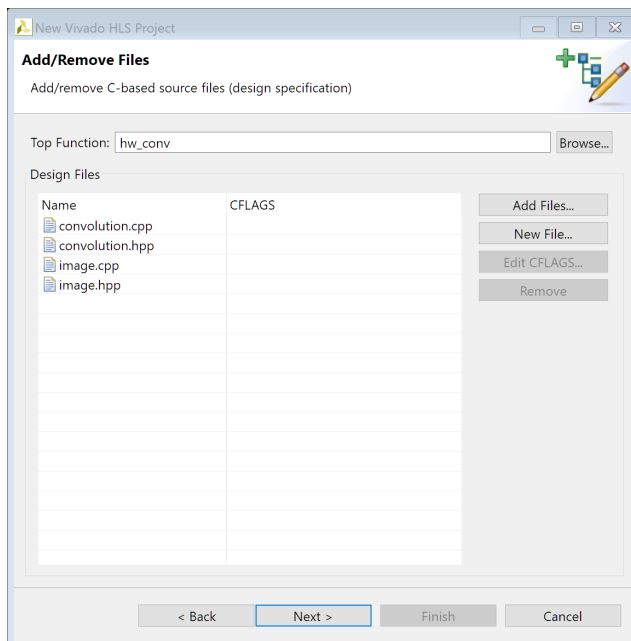 New Vivado HLS Project
Add/Remove Files
Add/remove C-based source files (design specification)
Top Function: hw_conv Browse...
Design Files
Name CFLAGS
convolution.cpp
convolution.hpp
image.cpp
image.hpp
Add Files...
New File...
Edit CFLAGS...
Remove
< Back Next > Finish Cancel